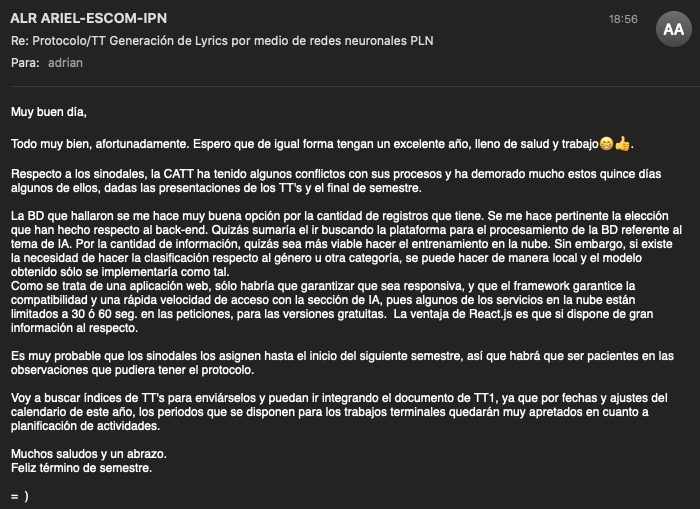 ALR ARIEL-ESCOM-IPN
18:56
AA
Re: Protocolo/TT Generación de Lyrics por medio de redes neuronales PLN
Para: adrian
Muy buen día,
Todo muy bien, afortunadamente. Espero que de igual forma tengan un excelente año, lleno de salud y trabajo😁👍.
Respecto a los sinodales, la CATT ha tenido algunos conflictos con sus procesos y ha demorado mucho estos quince días
algunos de ellos, dadas las presentaciones de los TT's y el final de semestre.
La BD que hallaron se me hace muy buena opción por la cantidad de registros que tiene. Se me hace pertinente la elección
que han hecho respecto al back-end. Quizás sumaría el ir buscando la plataforma para el procesamiento de la BD referente al
tema de IA. Por la cantidad de información, quizás sea más viable hacer el entrenamiento en la nube. Sin embargo, si existe
la necesidad de hacer la clasificación respecto al género u otra categoría, se puede hacer de manera local y el modelo
obtenido sólo se implementaría como tal.
Como se trata de una aplicación web, sólo habría que garantizar que sea responsiva, y que el framework garantice la
compatibilidad y una rápida velocidad de acceso con la sección de IA, pues algunos de los servicios en la nube están
limitados a 30 ó 60 seg. en las peticiones, para las versiones gratuitas.  La ventaja de React.js es que si dispone de gran
información al respecto.
Es muy probable que los sinodales los asignen hasta el inicio del siguiente semestre, así que habrá que ser pacientes en las
observaciones que pudiera tener el protocolo.
Voy a buscar índices de TT's para enviárselos y puedan ir integrando el documento de TT1, ya que por fechas y ajustes del
calendario de este año, los periodos que se disponen para los trabajos terminales quedarán muy apretados en cuanto a
planificación de actividades.
Muchos saludos y un abrazo.
Feliz término de semestre.
= )